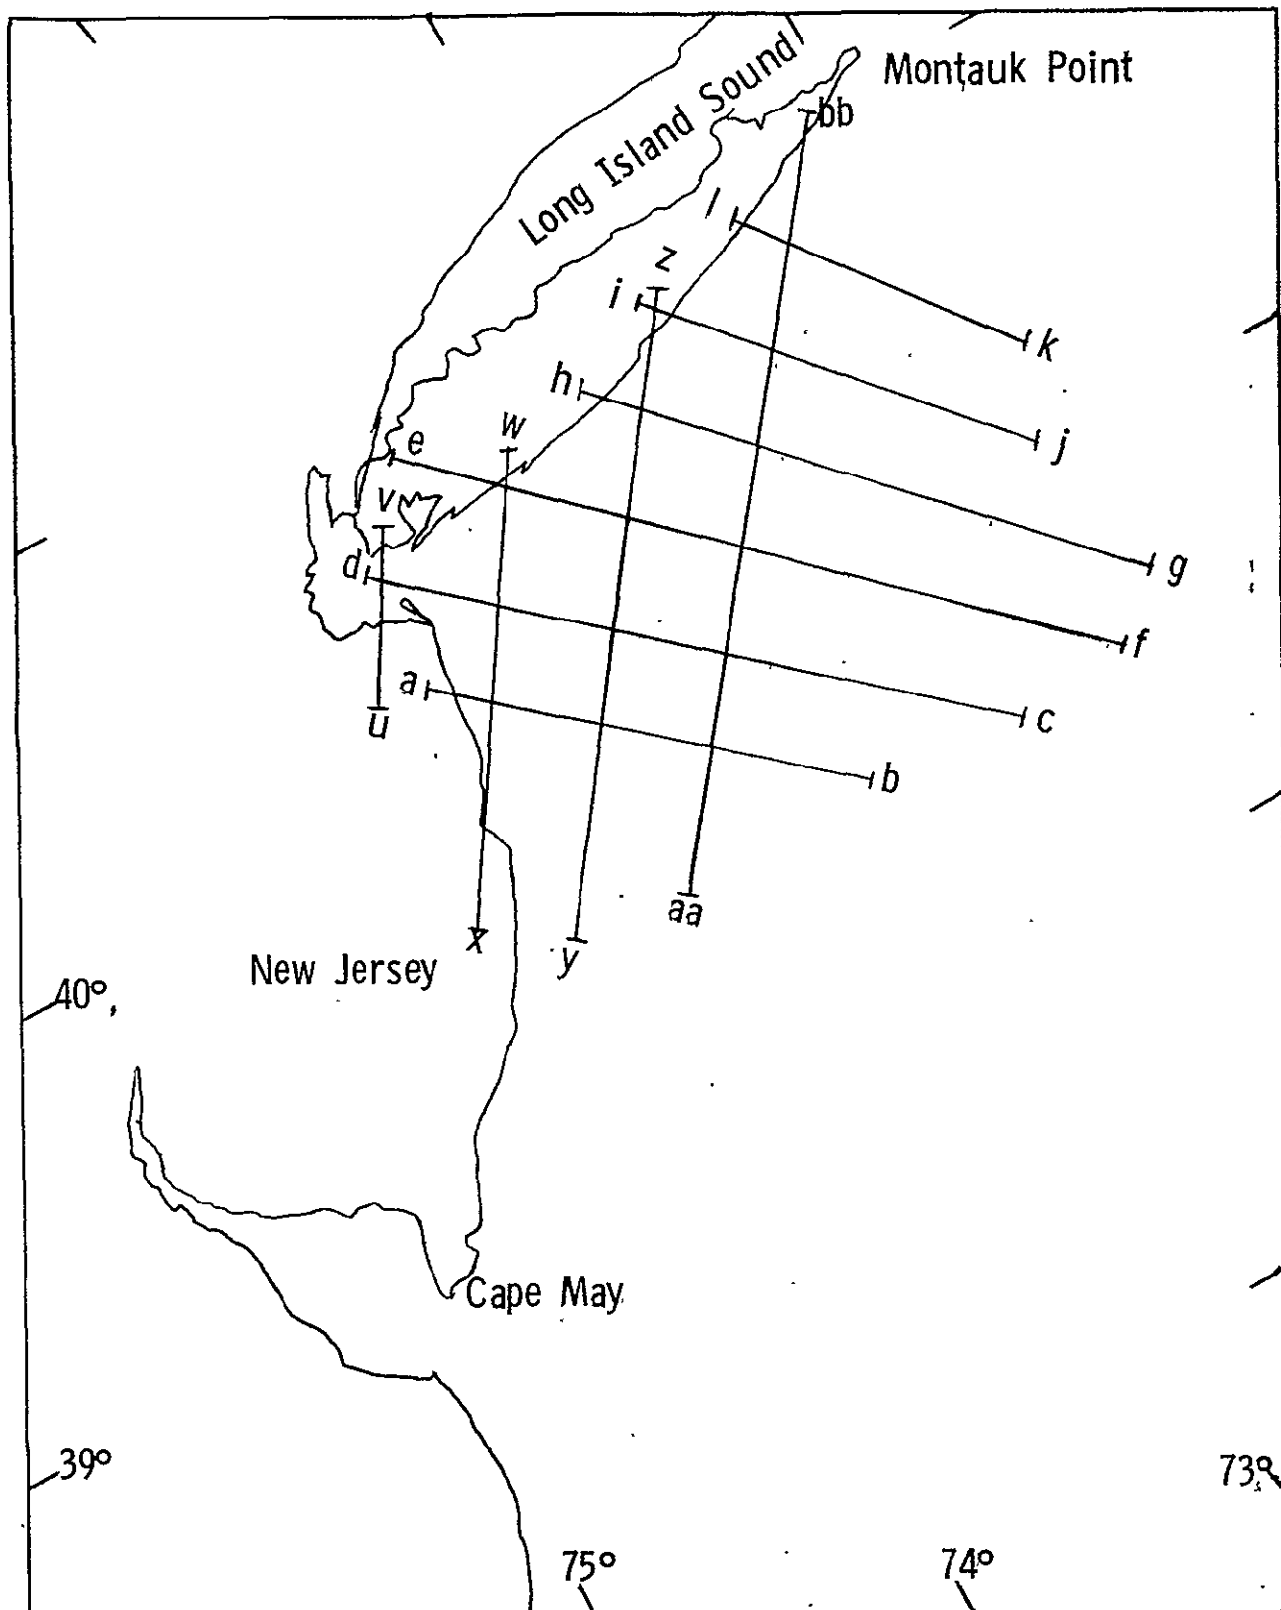 Montauk Point
Long Island Sound
bb
l
z
i
k
h
w
j
e
v
d
g
f
a
u
c
b
aa
x
y
New Jersey
40°
Cape May
39°
73°
75°
74°